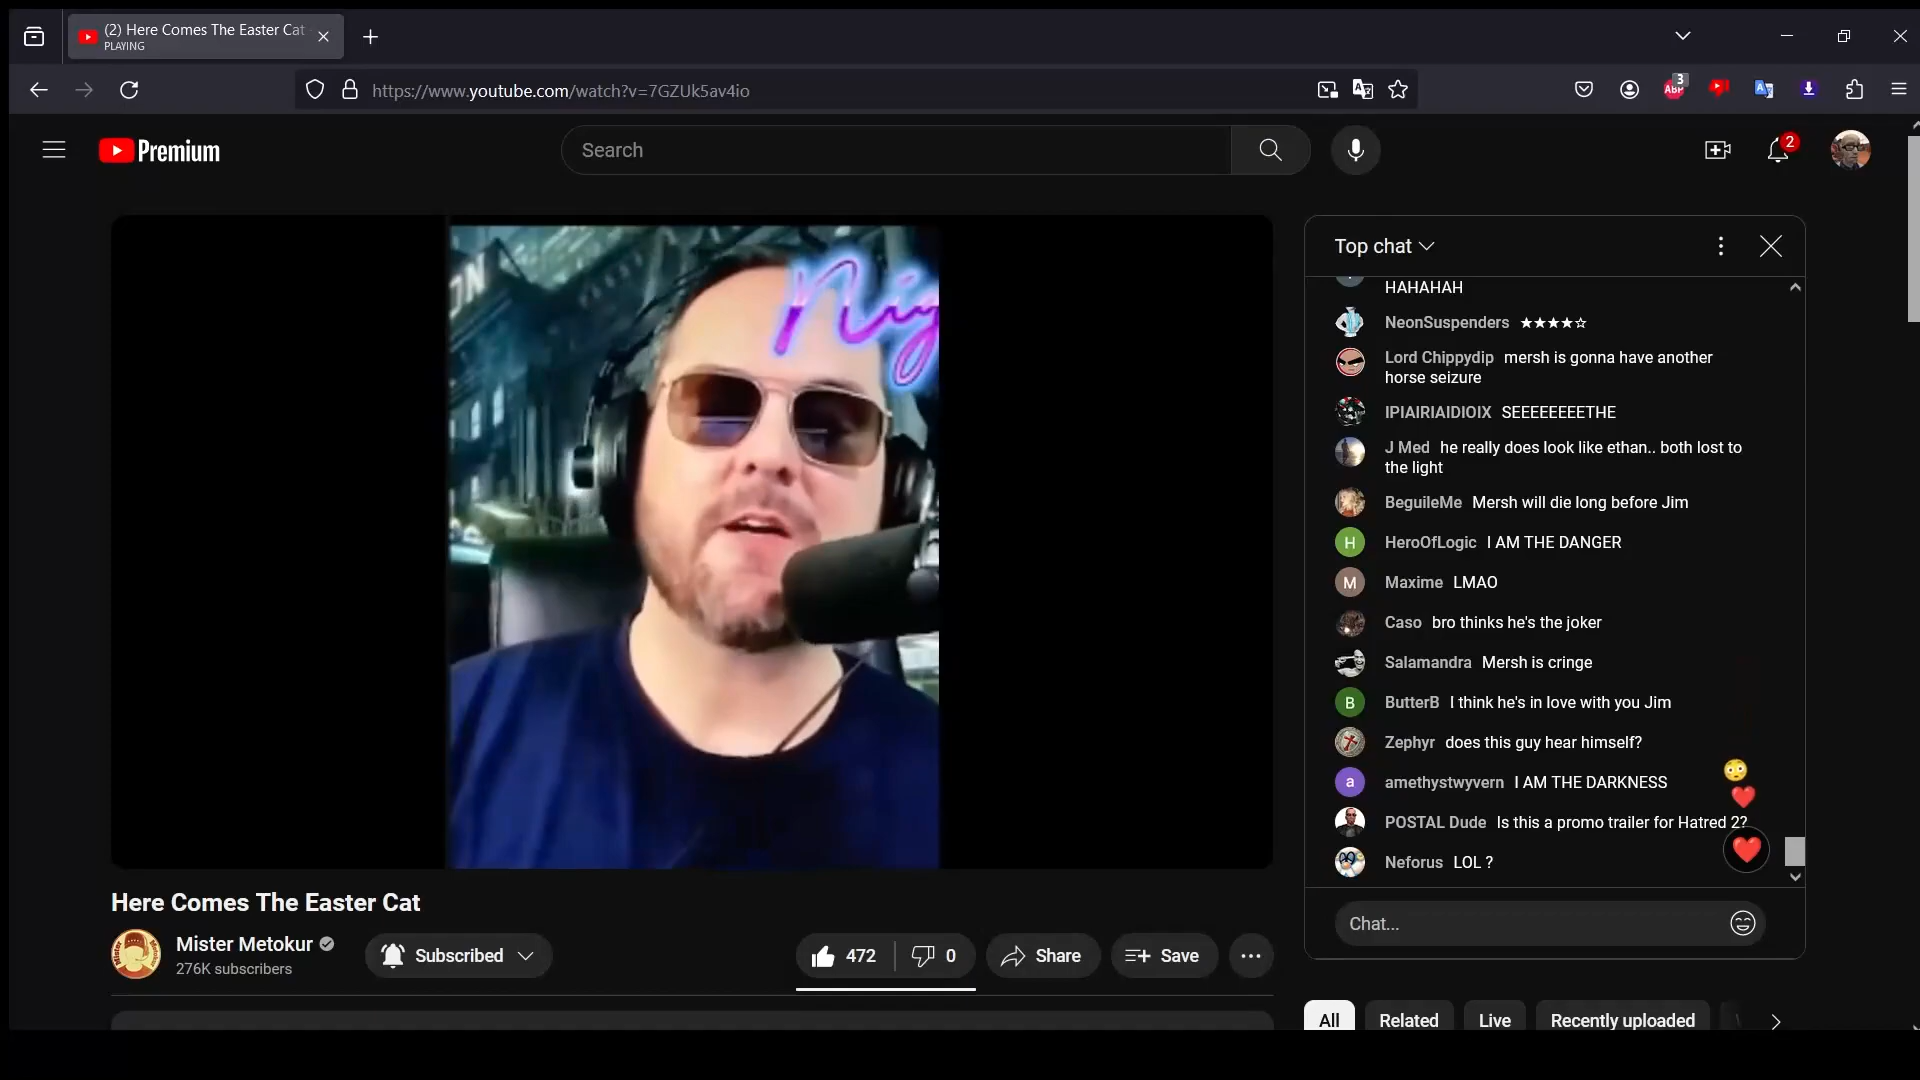 (2) Here Comes The Easter Cat
PLAYING
https://www.youtube.com/watch?v=7GZUk5av4io
3
ABP
Premium
Search
2
Nig
ON
Top chat
HAHAHAH
NeonSuspenders ★★★★☆
Lord Chippydip mersh is gonna have another
horse seizure
IPIAIRIAIDIOIX SEEEEEEEETHE
J Med he really does look like ethan.. both lost to
the light
BeguileMe Mersh will die long before Jim
H HeroOfLogic I AM THE DANGER
M Maxime LMAO
Caso bro thinks he's the joker
Salamandra Mersh is cringe
B ButterB I think he's in love with you Jim
Zephyr does this guy hear himself?
a amethystwyvern I AM THE DARKNESS
POSTAL Dude Is this a promo trailer for Hatred 2?
Neforus LOL ?
Chat...
Here Comes The Easter Cat
Mister Metokur
276K subscribers
Subscribed
472
0
Share
Save
All
Related
Live
Recently uploaded